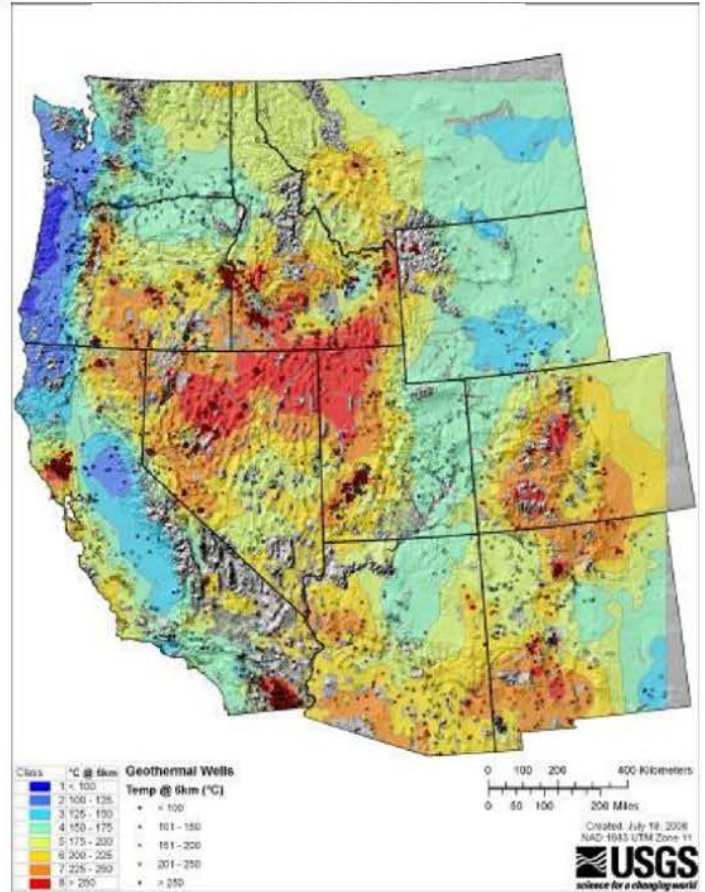 Class °C @ 6km
1 < 100
2 100 - 125
3 125 - 150
4 150 - 175
5 175 - 200
6 200 - 225
7 225 - 250
8 > 250
Geothermal Wells
Temp @ 6km (°C)
< 100
101 - 150
151 - 200
201 - 250
> 250
0 100 200 400 Kilometers
0 50 100 200 Miles
Created: July 18, 2008
NAD 1983 UTM Zone 11
USGS
science for a changing world